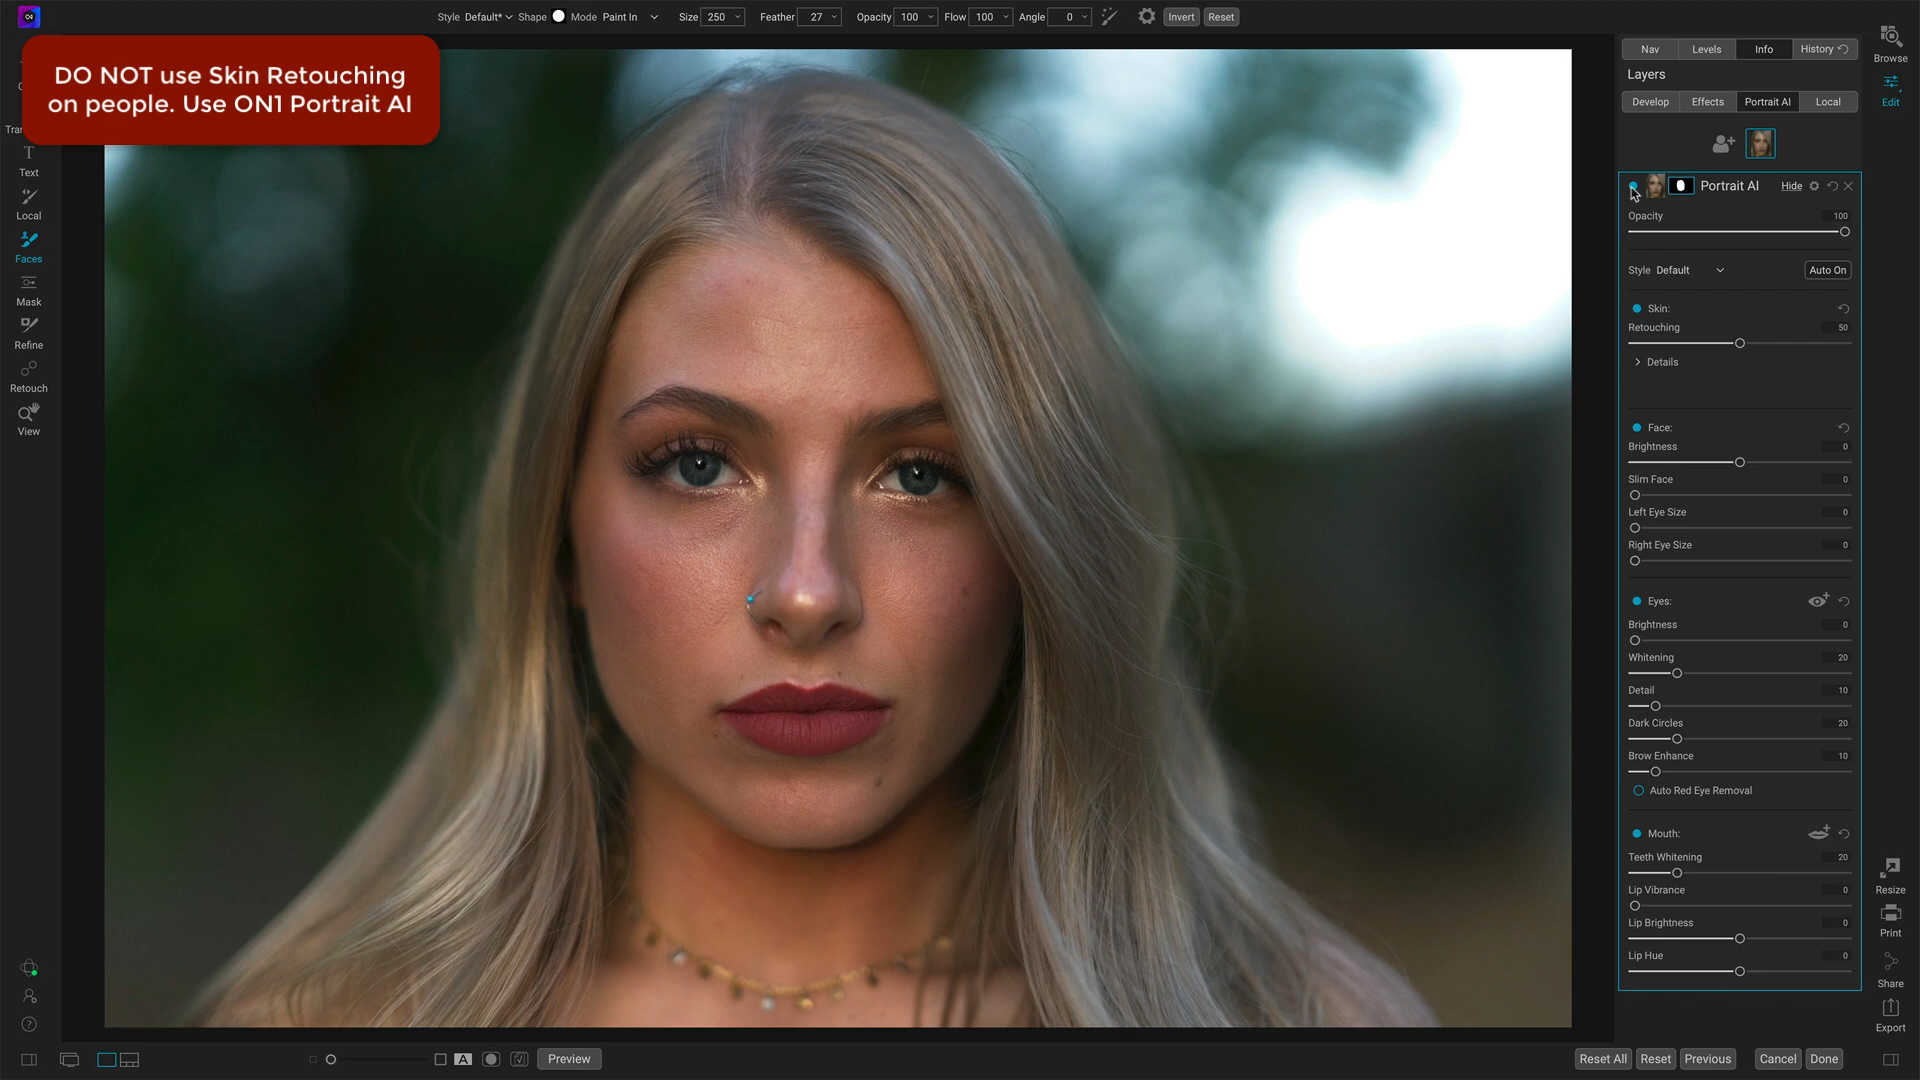 Style Default* Shape Mode Paint In Size 250 Feather 27 Opacity 100 Flow 100 Angle 0 Invert Reset
DO NOT use Skin Retouching
on people. Use ON1 Portrait AI
Text
Local
Faces
Mask
Refine
Retouch
View
Nav Levels Info History
Layers
Develop Effects Portrait AI Local
Portrait AI Hide
Opacity 100
Style Default Auto On
Skin:
Retouching 50
Details
Face:
Brightness 0
Slim Face 0
Left Eye Size 0
Right Eye Size 0
Eyes:
Brightness 0
Whitening 20
Detail 10
Dark Circles 20
Brow Enhance 10
Auto Red Eye Removal
Mouth:
Teeth Whitening 20
Lip Vibrance 0
Lip Brightness 0
Lip Hue 0
Browse
Edit
Resize
Print
Share
Export
A Preview
Reset All Reset Previous Cancel Done